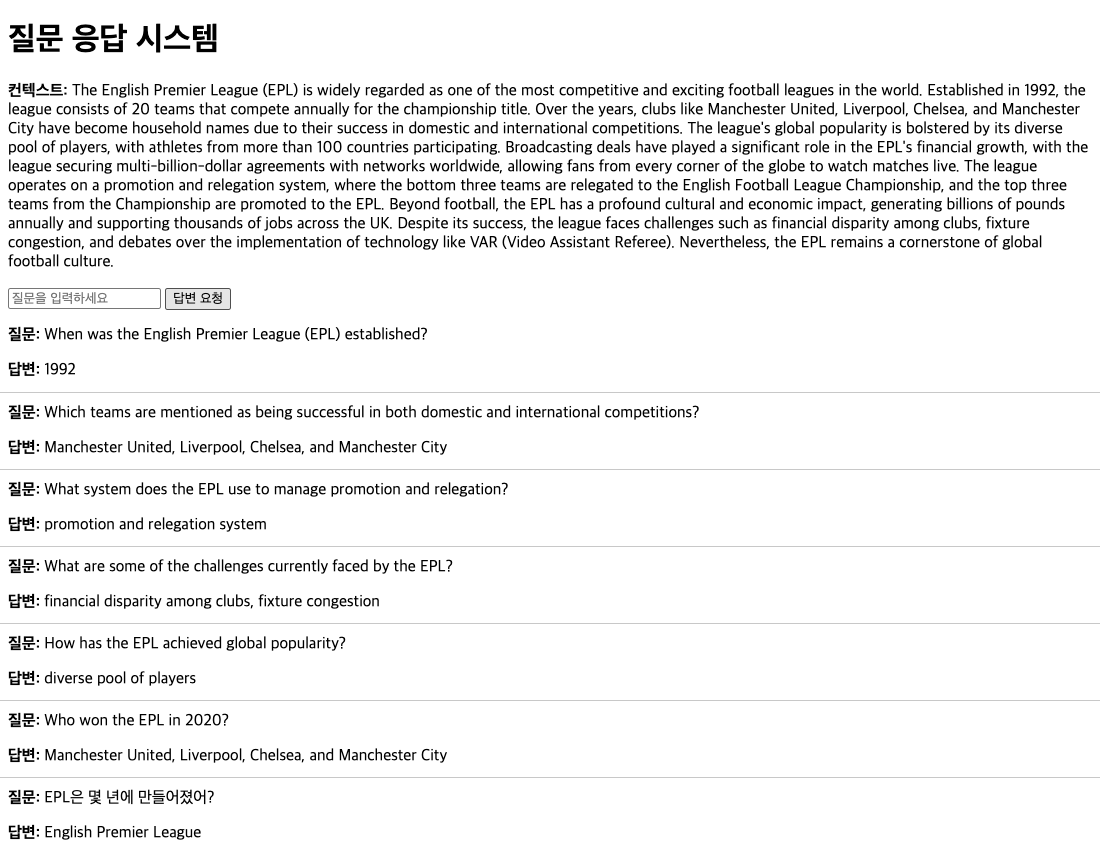 질문 응답 시스템
컨텍스트: The English Premier League (EPL) is widely regarded as one of the most competitive and exciting football leagues in the world. Established in 1992, the
league consists of 20 teams that compete annually for the championship title. Over the years, clubs like Manchester United, Liverpool, Chelsea, and Manchester
City have become household names due to their success in domestic and international competitions. The league's global popularity is bolstered by its diverse
pool of players, with athletes from more than 100 countries participating. Broadcasting deals have played a significant role in the EPL's financial growth, with the
league securing multi-billion-dollar agreements with networks worldwide, allowing fans from every corner of the globe to watch matches live. The league
operates on a promotion and relegation system, where the bottom three teams are relegated to the English Football League Championship, and the top three
teams from the Championship are promoted to the EPL. Beyond football, the EPL has a profound cultural and economic impact, generating billions of pounds
annually and supporting thousands of jobs across the UK. Despite its success, the league faces challenges such as financial disparity among clubs, fixture
congestion, and debates over the implementation of technology like VAR (Video Assistant Referee). Nevertheless, the EPL remains a cornerstone of global
football culture.
질문을 입력하세요 답변 요청
질문: When was the English Premier League (EPL) established?
답변: 1992
질문: Which teams are mentioned as being successful in both domestic and international competitions?
답변: Manchester United, Liverpool, Chelsea, and Manchester City
질문: What system does the EPL use to manage promotion and relegation?
답변: promotion and relegation system
질문: What are some of the challenges currently faced by the EPL?
답변: financial disparity among clubs, fixture congestion
질문: How has the EPL achieved global popularity?
답변: diverse pool of players
질문: Who won the EPL in 2020?
답변: Manchester United, Liverpool, Chelsea, and Manchester City
질문: EPL은 몇 년에 만들어졌어?
답변: English Premier League